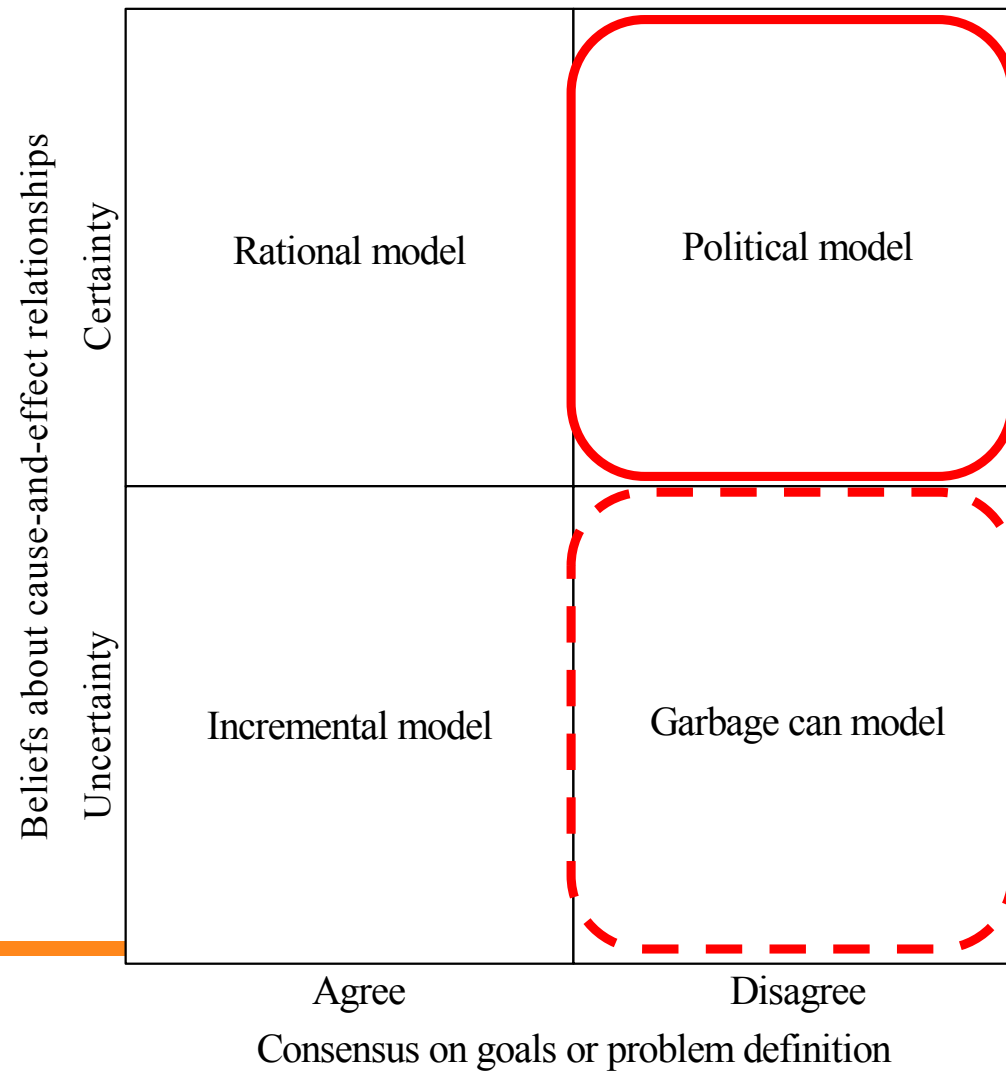 Beliefs about cause-and-effect relationships
Certainty
Rational model
Political model
Uncertainty
Incremental model
Garbage can model
Agree
Disagree
Consensus on goals or problem definition